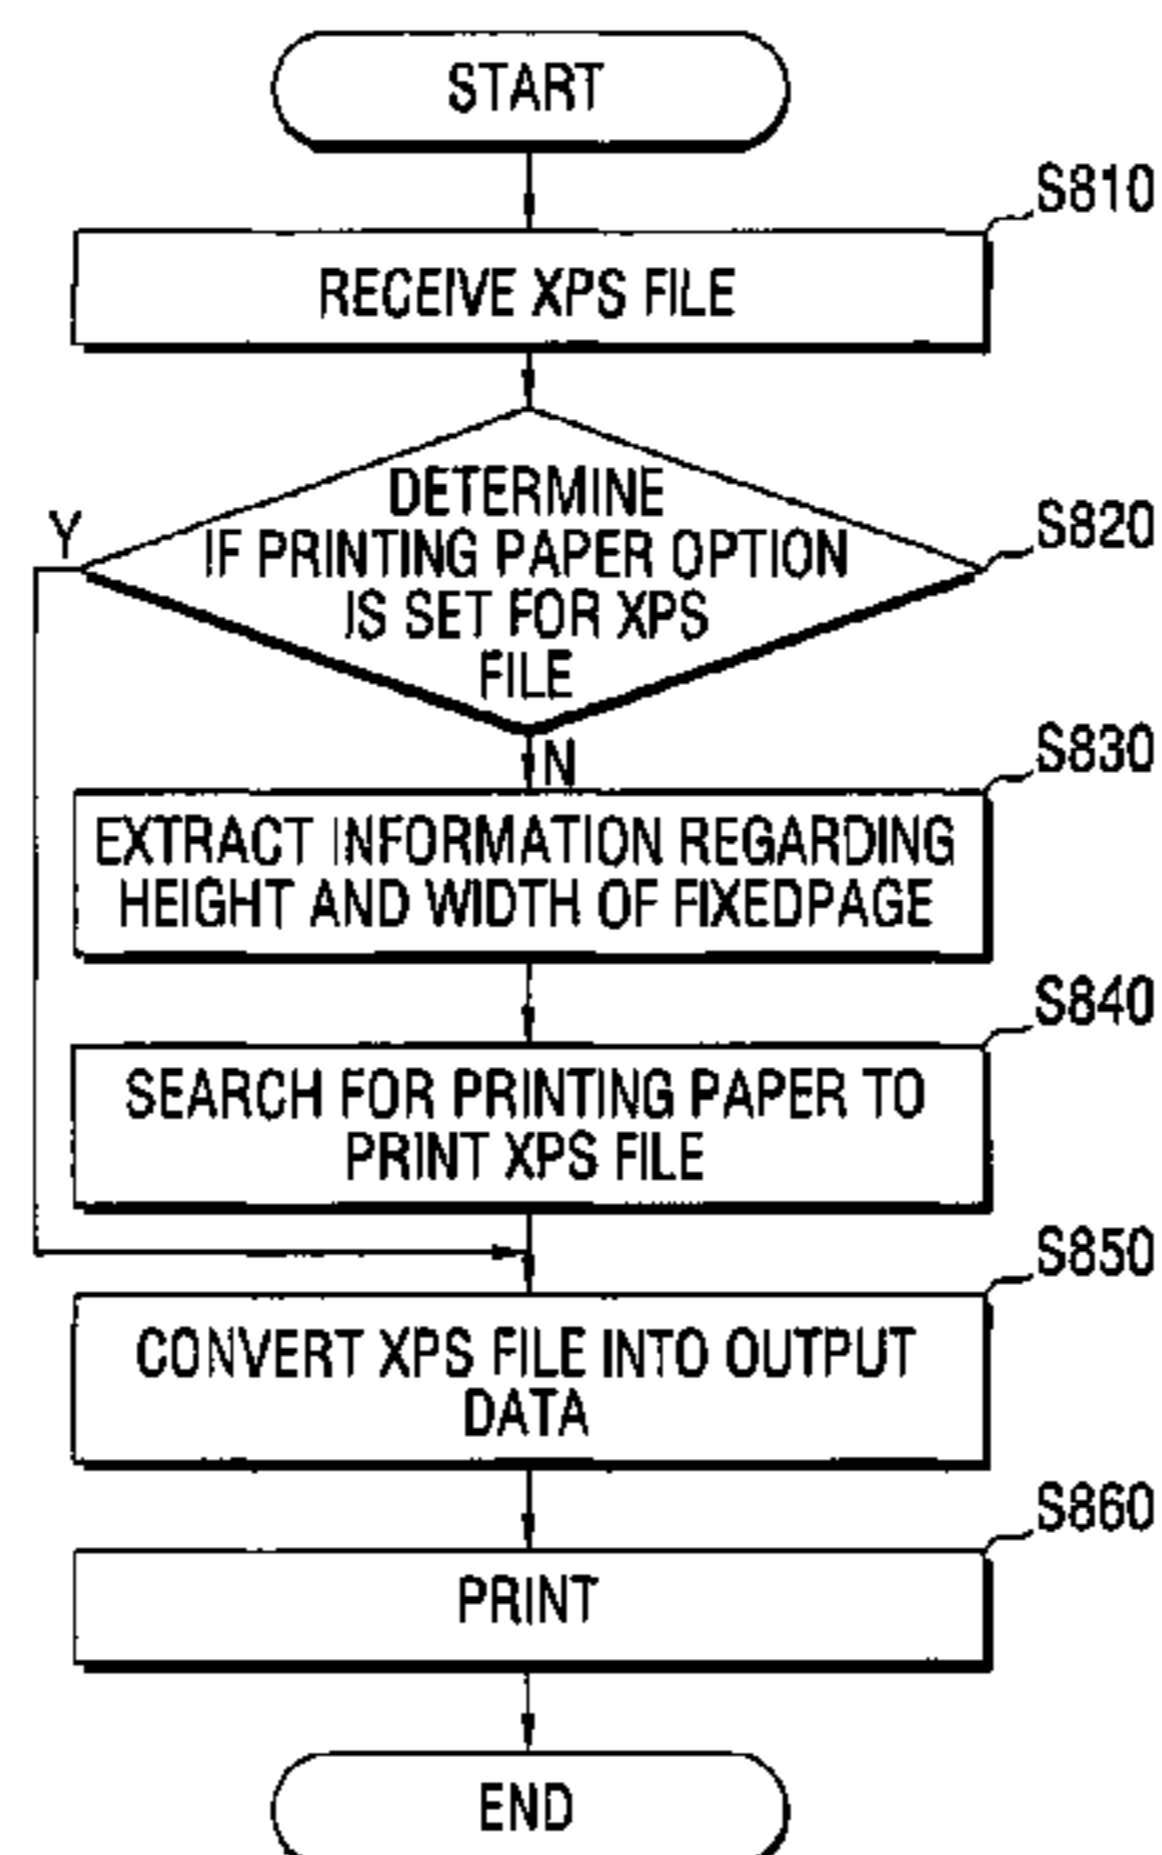 START
S810
RECEIVE XPS FILE
DETERMINE
IF PRINTING PAPER OPTION
IS SET FOR XPS
FILE
Y
S820
N
S830
EXTRACT INFORMATION REGARDING
HEIGHT AND WIDTH OF FIXEDPAGE
S840
SEARCH FOR PRINTING PAPER TO
PRINT XPS FILE
S850
CONVERT XPS FILE INTO OUTPUT
DATA
S860
PRINT
END